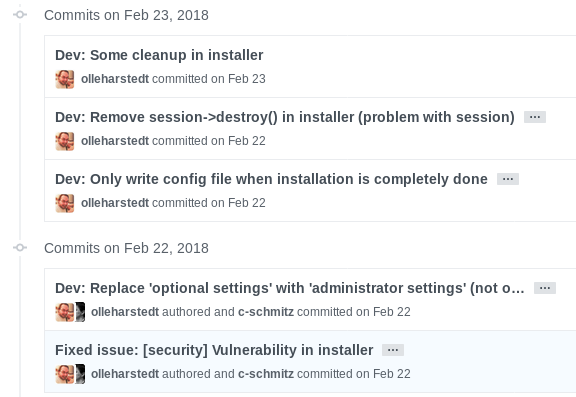 Commits on Feb 23, 2018
Dev: Some cleanup in installer
olleharstedt committed on Feb 23
Dev: Remove session->destroy() in installer (problem with session) ...
olleharstedt committed on Feb 22
Dev: Only write config file when installation is completely done ...
olleharstedt committed on Feb 22
Commits on Feb 22, 2018
Dev: Replace 'optional settings' with 'administrator settings' (not o... ...
olleharstedt authored and c-schmitz committed on Feb 22
Fixed issue: [security] Vulnerability in installer ...
olleharstedt authored and c-schmitz committed on Feb 22